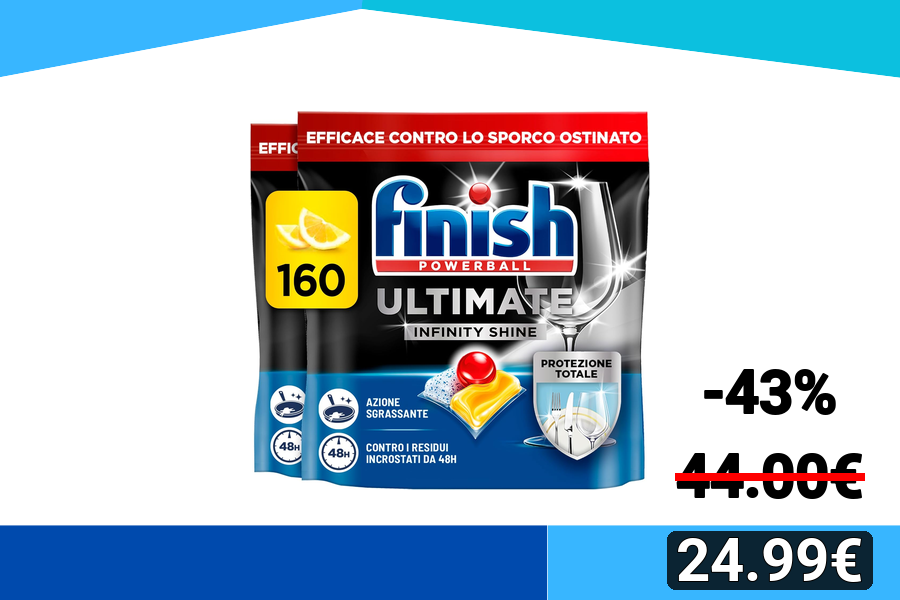 EFFICACE CONTRO LO SPORCO OSTINATO
EFFIC
finish
POWERBALL
160
ULTIMATE
INFINITY SHINE
PROTEZIONE
TOTALE
AZIONE
SGRASSANTE
48H
48H
CONTRO I RESIDUI
INCROSTATI DA 48H
-43%
44.00€
24.99€